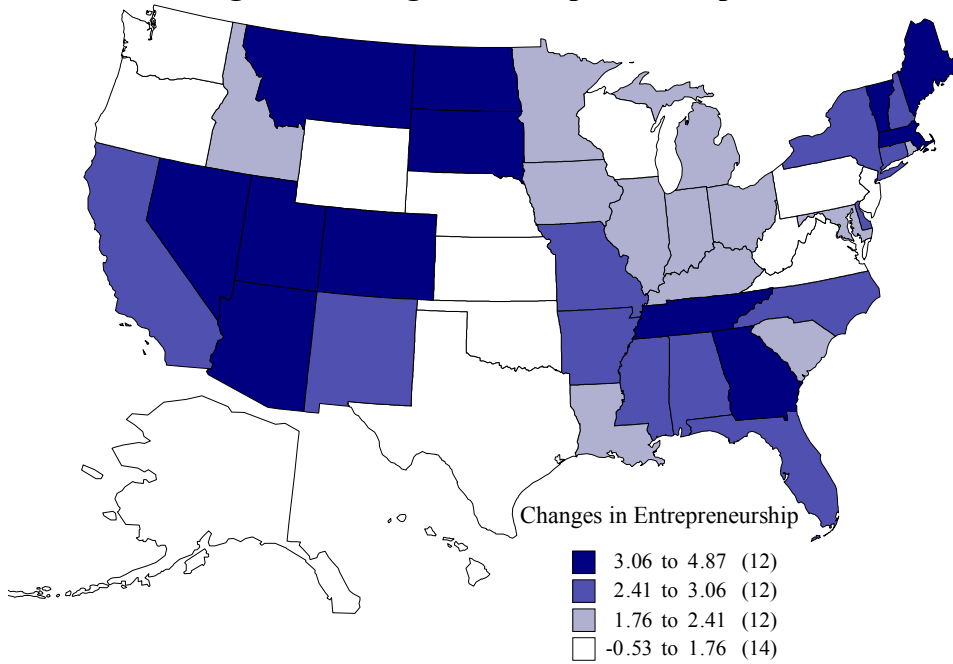 Changes in Entrepreneurship
3.06 to 4.87 (12)
2.41 to 3.06 (12)
1.76 to 2.41 (12)
-0.53 to 1.76 (14)